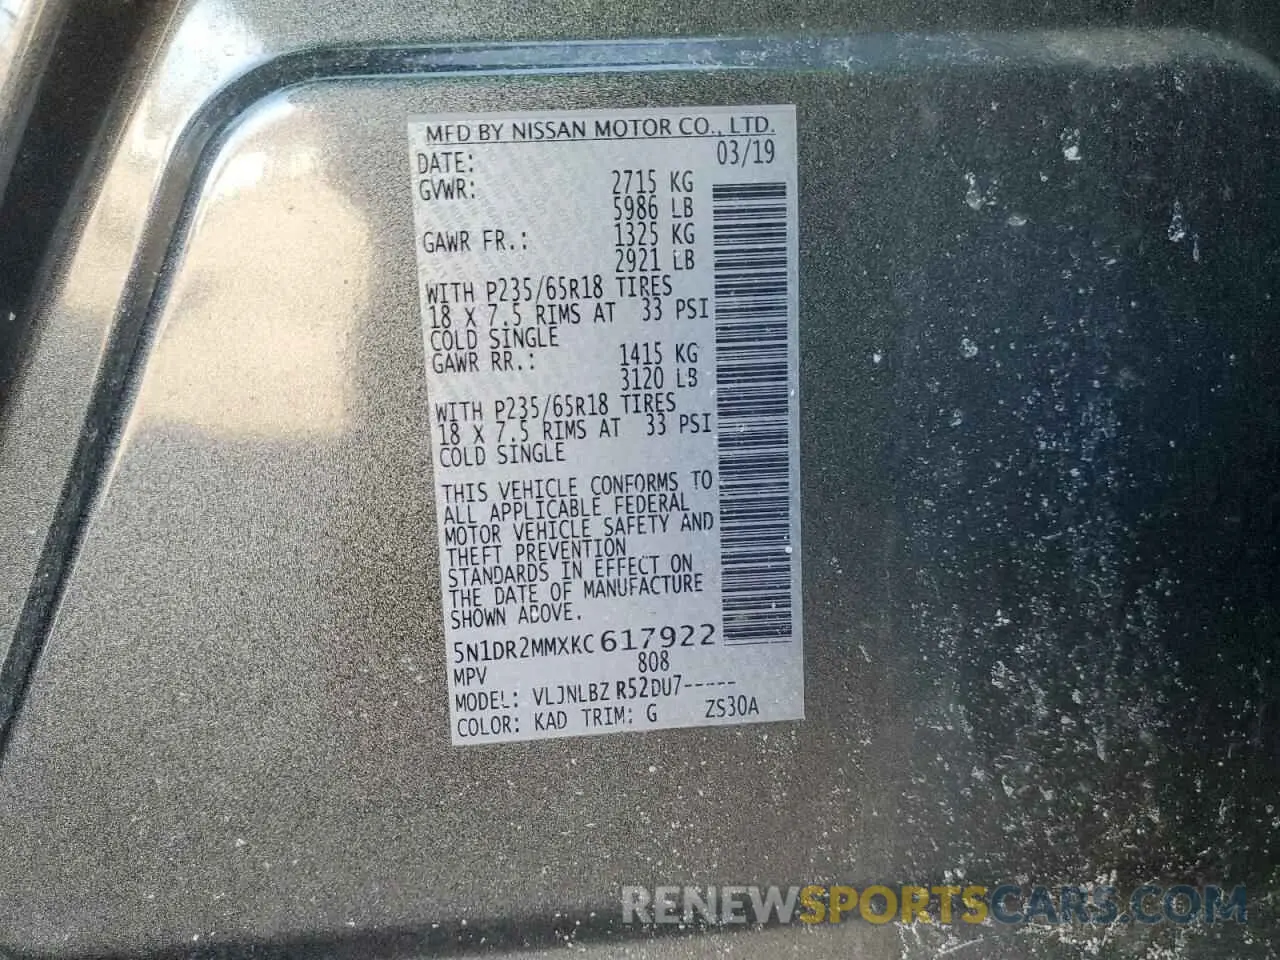 MFD BY NISSAN MOTOR CO., LTD.
DATE: 03/19
GVWR: 2715 KG
5986 LB
GAWR FR.: 1325 KG
2921 LB
WITH P235/65R18 TIRES
18 X 7.5 RIMS AT 33 PSI
COLD SINGLE
GAWR RR.: 1415 KG
3120 LB
WITH P235/65R18 TIRES
18 X 7.5 RIMS AT 33 PSI
COLD SINGLE
THIS VEHICLE CONFORMS TO
ALL APPLICABLE FEDERAL
MOTOR VEHICLE SAFETY AND
THEFT PREVENTION
STANDARDS IN EFFECT ON
THE DATE OF MANUFACTURE
SHOWN ABOVE.
5N1DR2MMXKC617922
MPV 808
MODEL: VLJNLBZ R52DU7-----
COLOR: KAD TRIM: G ZS30A
RENEWSPORTSCARS.COM